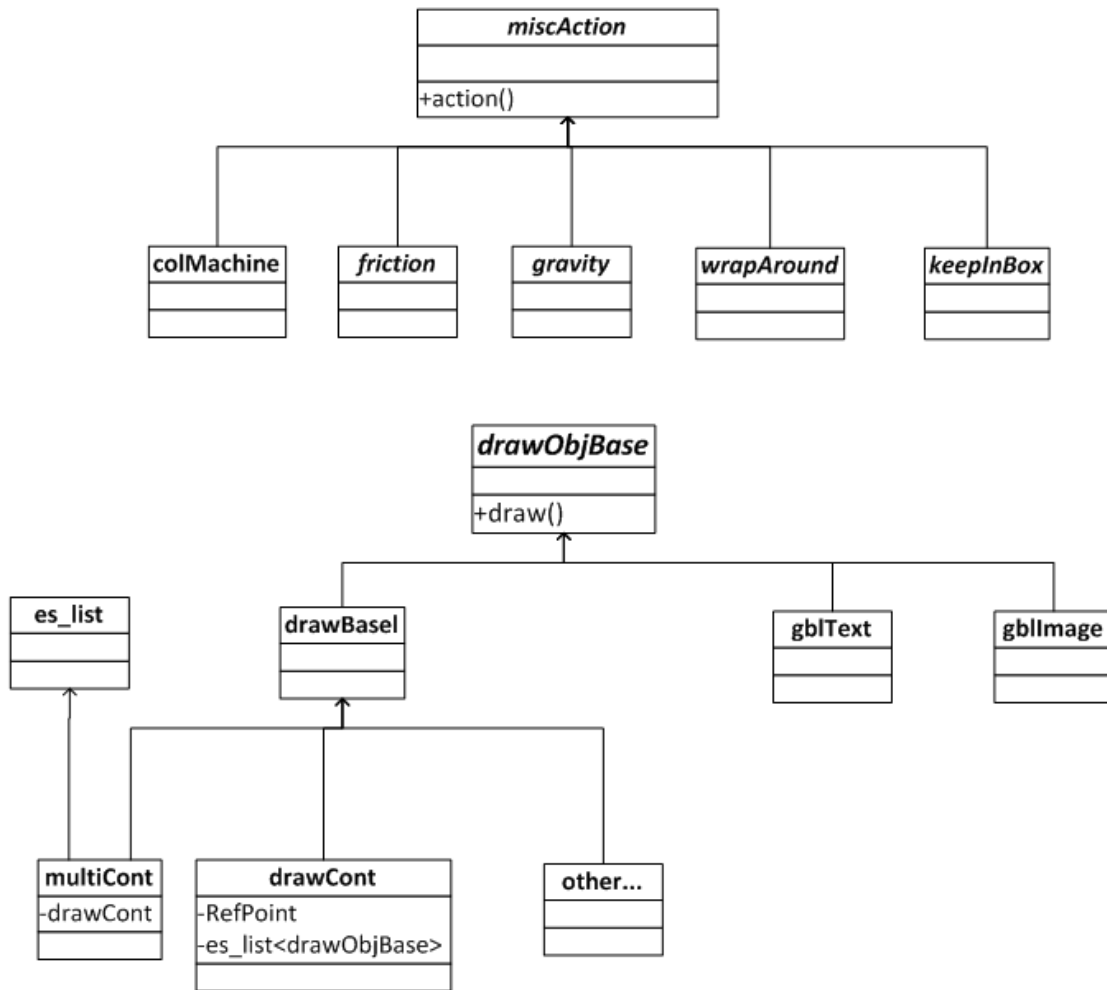 miscAction
+action()
colMachine
friction
gravity
wrapAround
keepInBox
drawObjBase
+draw()
es_list
drawBasel
gblText
gblImage
multiCont
-drawCont
drawCont
-RefPoint
-es_list<drawObjBase>
other...